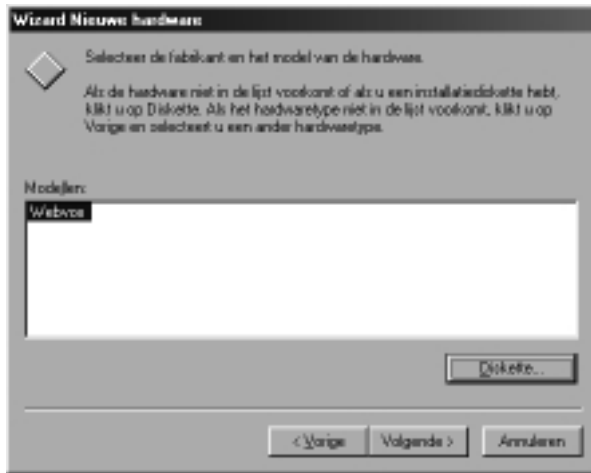 Wizard Nieuwe hardware
Selecteer de fabrikant en het model van de hardware.
Als de hardware niet in de lijst voorkomt of als u een installatiediskette hebt,
klikt u op Diskette. Als het hardwaretype niet in de lijst voorkomt, klikt u op
Vorige en selecteert u een ander hardwaretype.
Modellen:
Webvox
Diskette...
< Vorige
Volgende >
Annuleren